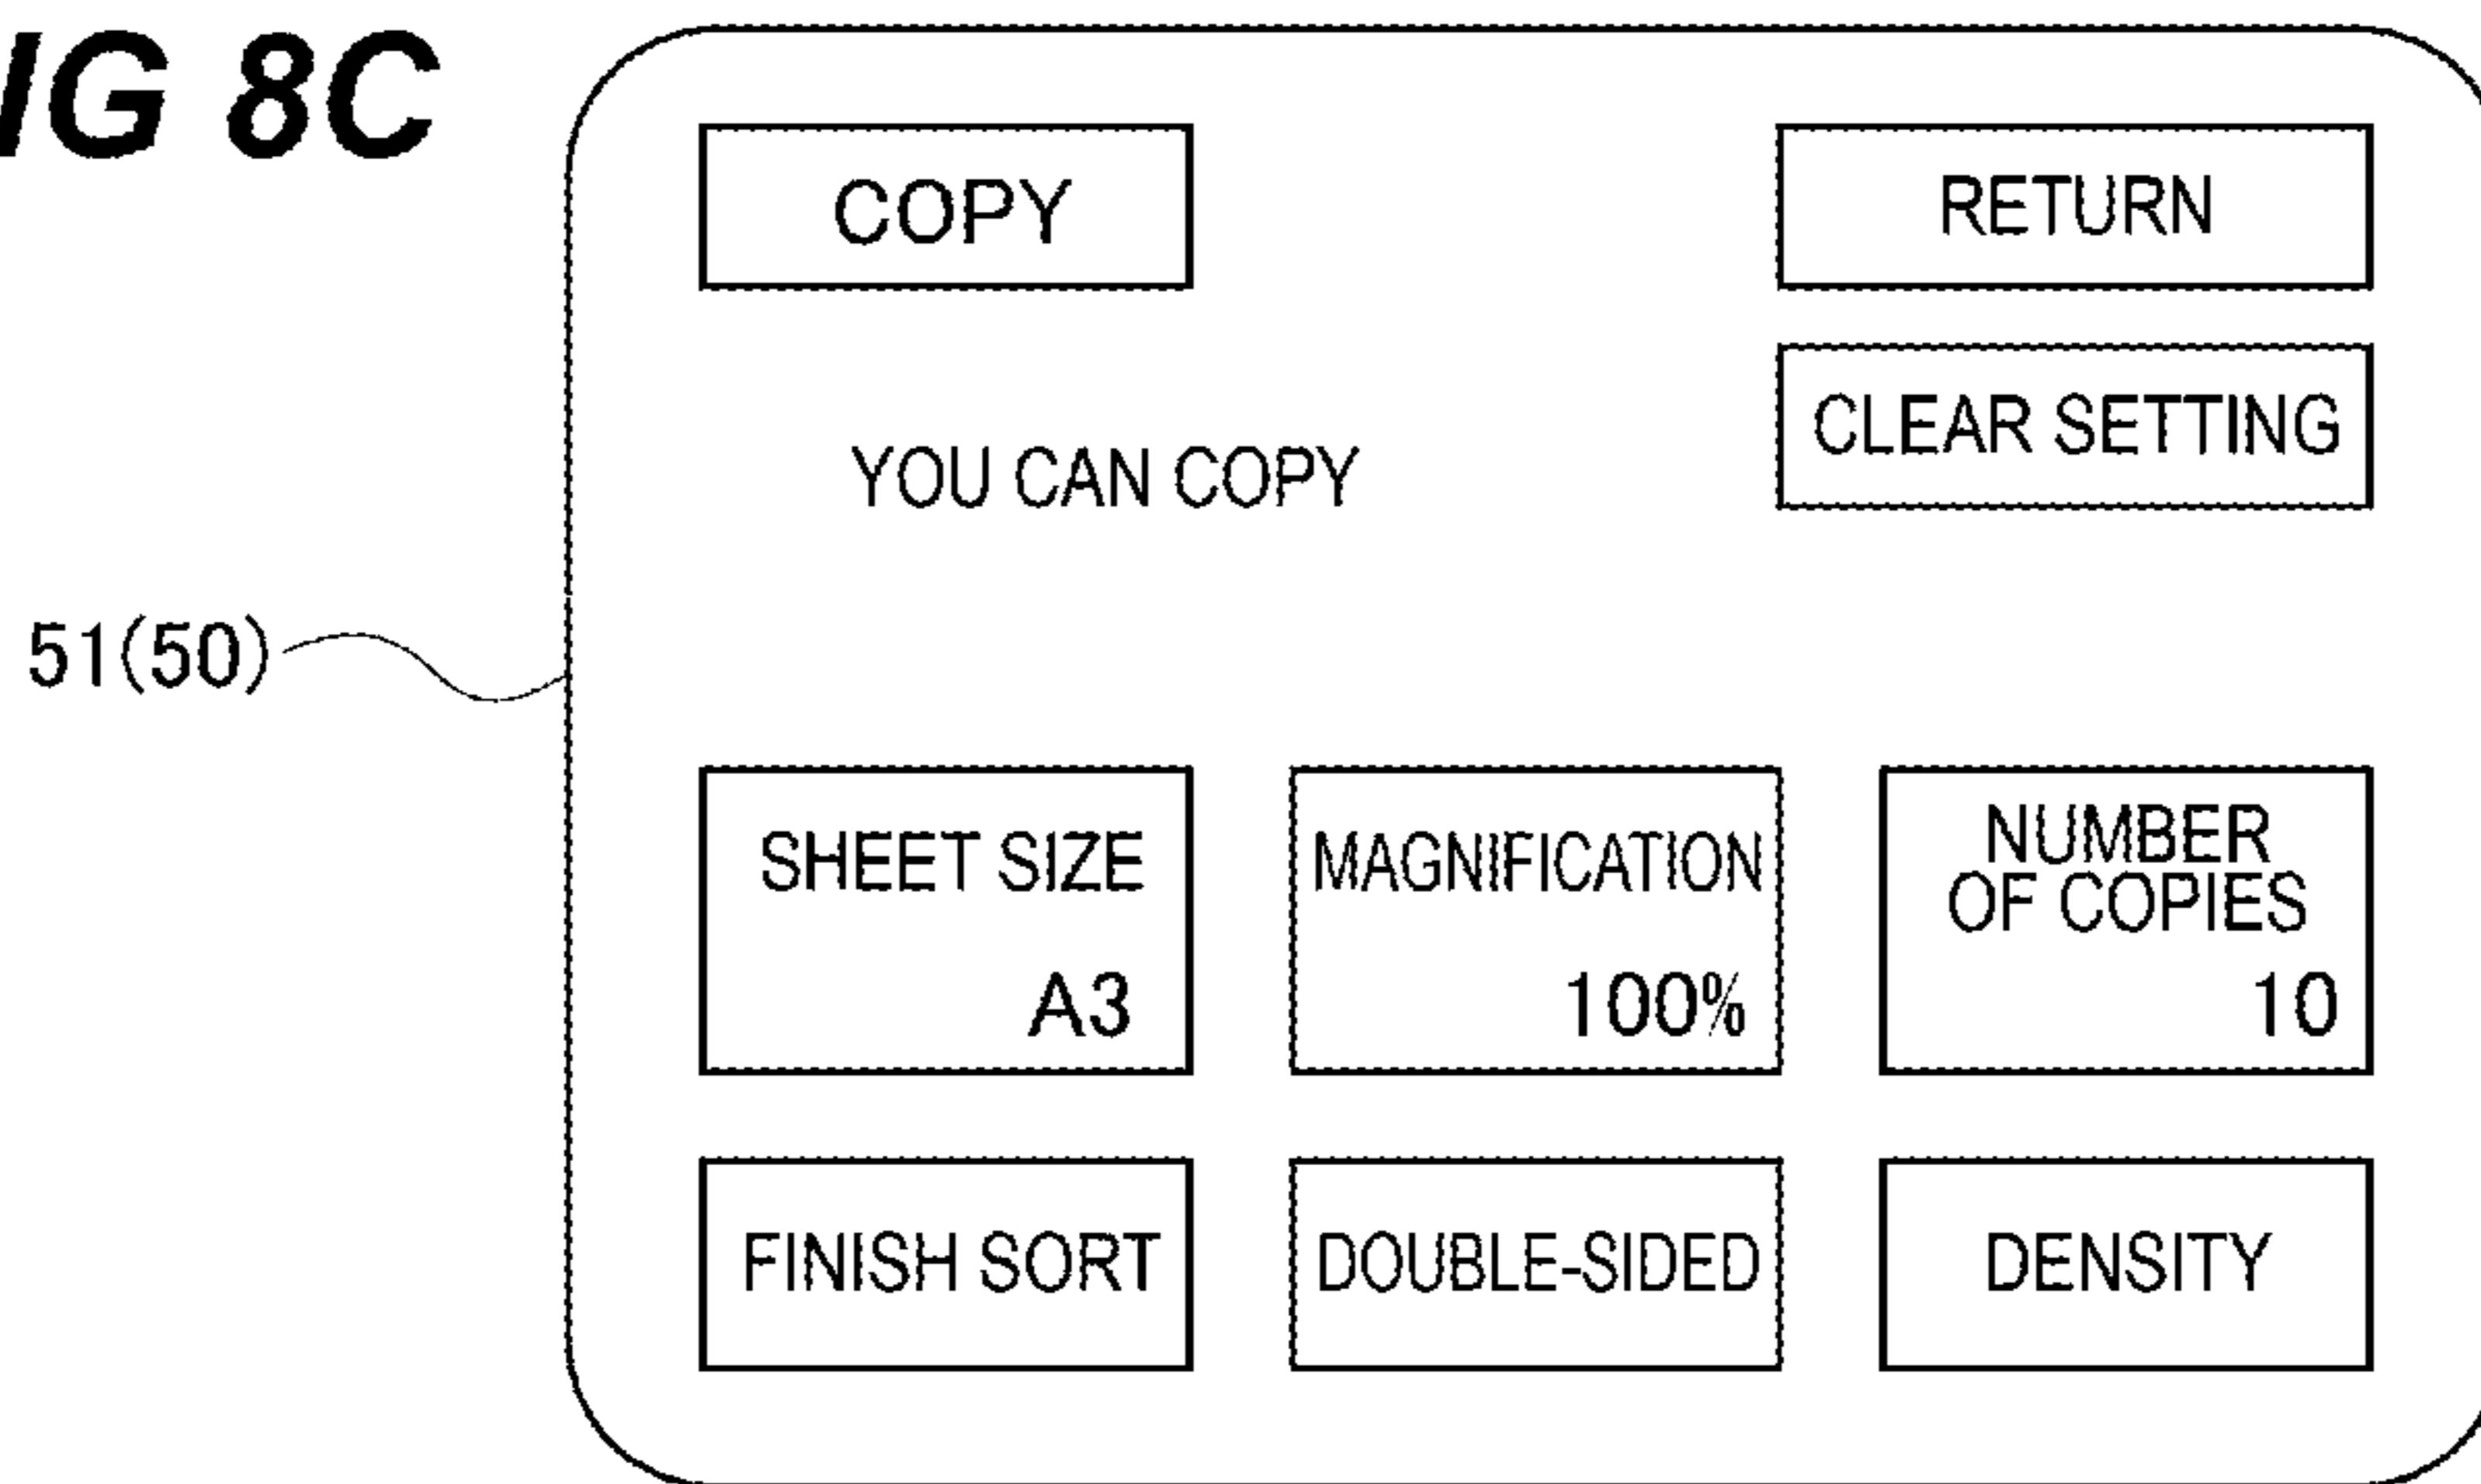 IG 8C
COPY
RETURN
CLEAR SETTING
YOU CAN COPY
51(50)
SHEET SIZE
A3
MAGNIFICATION
100%
NUMBER
OF COPIES
10
FINISH SORT
DOUBLE-SIDED
DENSITY